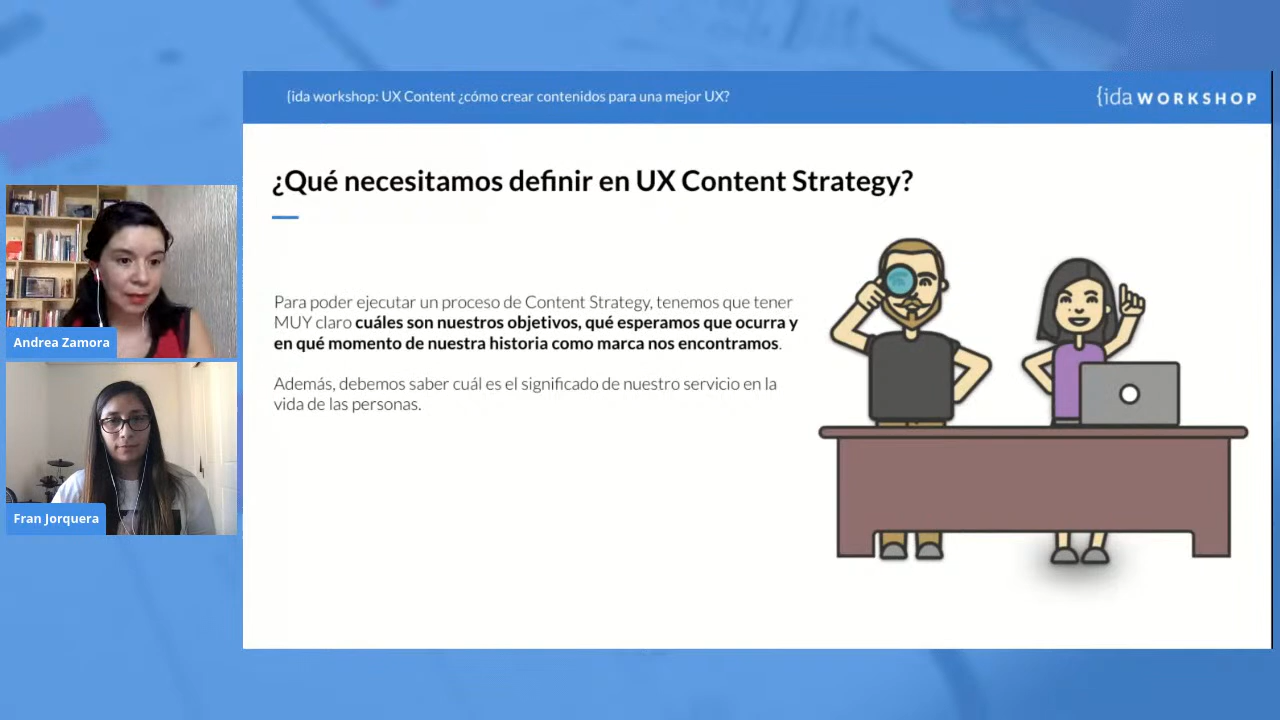 {ida workshop: UX Content ¿cómo crear contenidos para una mejor UX?
{ida WORKSHOP
¿Qué necesitamos definir en UX Content Strategy?
Para poder ejecutar un proceso de Content Strategy, tenemos que tener
MUY claro cuáles son nuestros objetivos, qué esperamos que ocurra y
en qué momento de nuestra historia como marca nos encontramos.
Además, debemos saber cuál es el significado de nuestro servicio en la
vida de las personas.
Andrea Zamora
Fran Jorquera